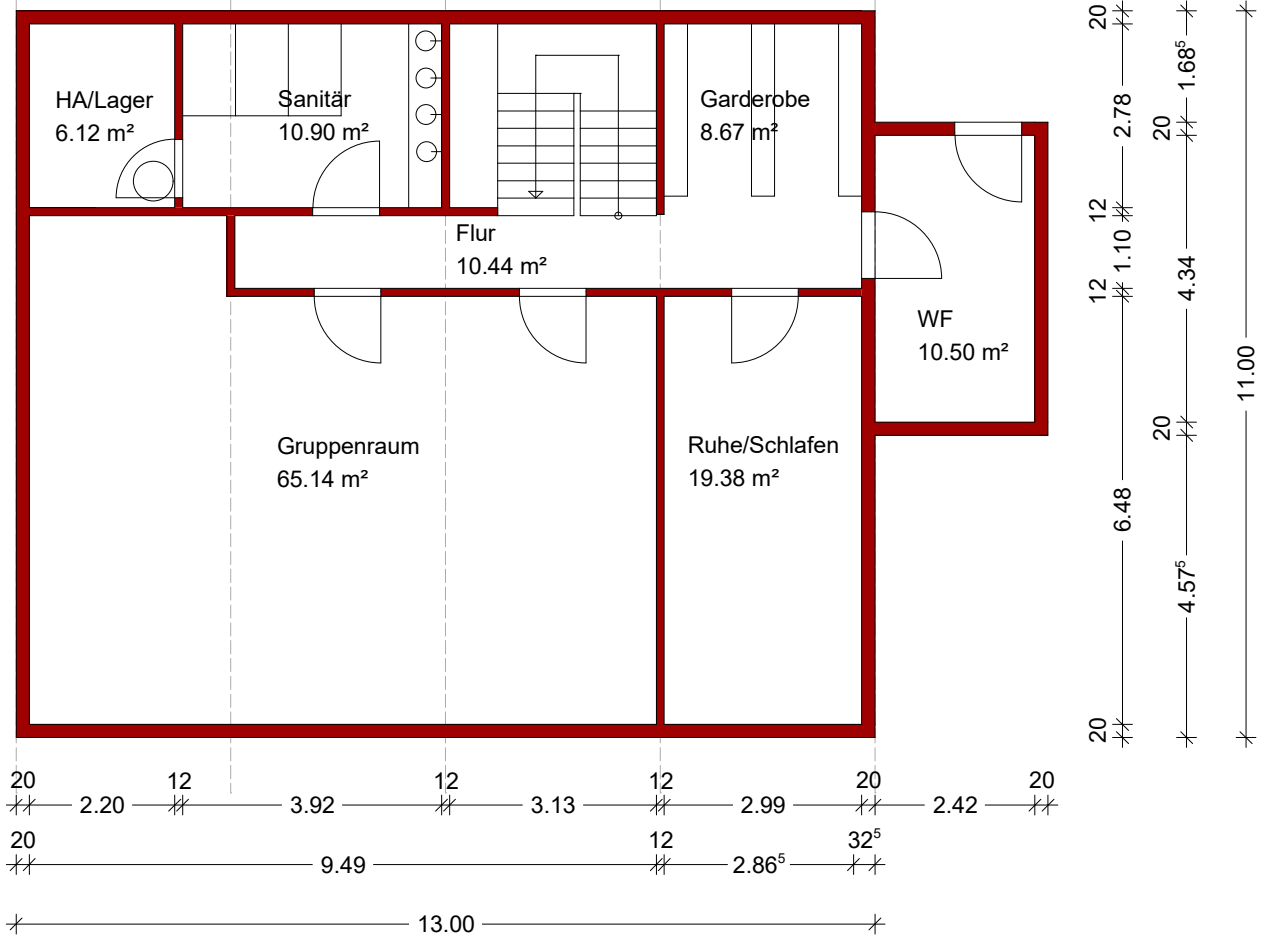 HA/Lager
6.12 m²
Sanitär
10.90 m²
Garderobe
8.67 m²
Flur
10.44 m²
WF
10.50 m²
Gruppenraum
65.14 m²
Ruhe/Schlafen
19.38 m²
20
2.78
12
1.10
12
6.48
20
1.68⁵
20
4.34
20
4.57⁵
11.00
20 12 12 12 20 20
2.20 3.92 3.13 2.99 2.42
20 12 32⁵
9.49 2.86⁵
13.00